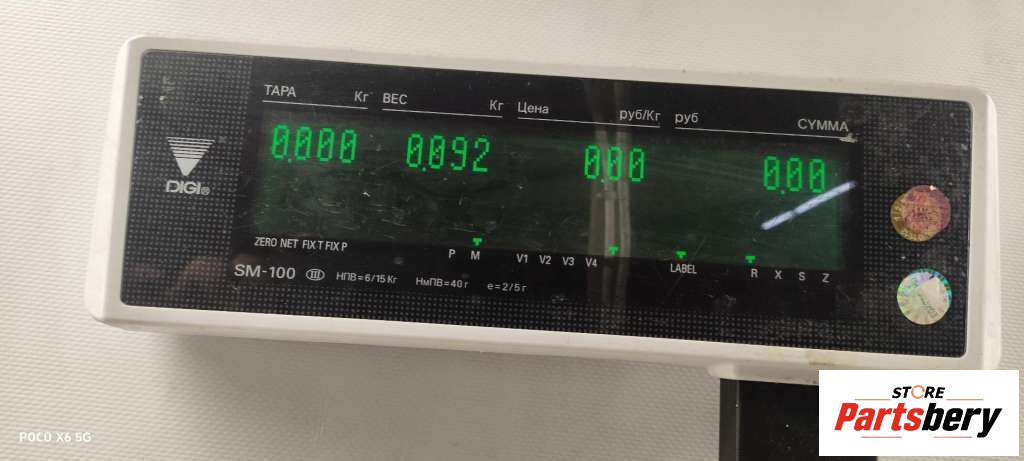 ТАРА Кг ВЕС Кг Цена руб/Кг руб СУММА
0.000 0.092 0.00 0.00
DIGI®
ZERO NET FIX T FIX P P M V1 V2 V3 V4 LABEL R X S Z
SM-100 III НПВ=6/15Кг НмПВ=40г e=2/5г
POCO X6 5G
STORE
Partsbery